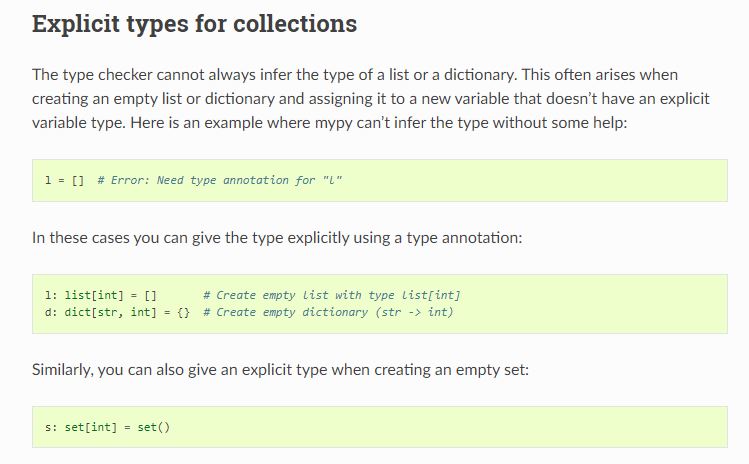 Explicit types for collections
The type checker cannot always infer the type of a list or a dictionary. This often arises when
creating an empty list or dictionary and assigning it to a new variable that doesn’t have an explicit
variable type. Here is an example where mypy can’t infer the type without some help:
l = []  # Error: Need type annotation for "l"
In these cases you can give the type explicitly using a type annotation:
l: list[int] = []       # Create empty list with type list[int]
d: dict[str, int] = {}  # Create empty dictionary (str -> int)
Similarly, you can also give an explicit type when creating an empty set:
s: set[int] = set()